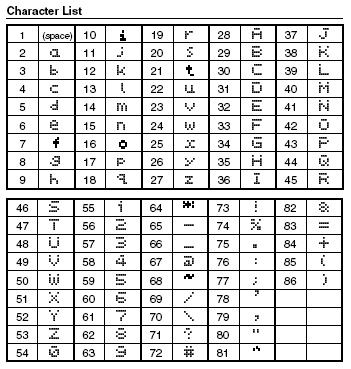 Character List
1 (space) 10 i 19 r 28 A 37 J
2 a 11 j 20 s 29 B 38 K
3 b 12 k 21 t 30 C 39 L
4 c 13 l 22 u 31 D 40 M
5 d 14 m 23 v 32 E 41 N
6 e 15 n 24 w 33 F 42 O
7 f 16 o 25 x 34 G 43 P
8 g 17 p 26 y 35 H 44 Q
9 h 18 q 27 z 36 I 45 R
46 S 55 1 64 * 73 ! 82 &
47 T 56 2 65 - 74 % 83 =
48 U 57 3 66 _ 75 . 84 +
49 V 58 4 67 @ 76 : 85 (
50 W 59 5 68 ~ 77 ; 86 )
51 X 60 6 69 / 78 '
52 Y 61 7 70 \ 79 ,
53 Z 62 8 71 ? 80 "
54 0 63 9 72 # 81 ^